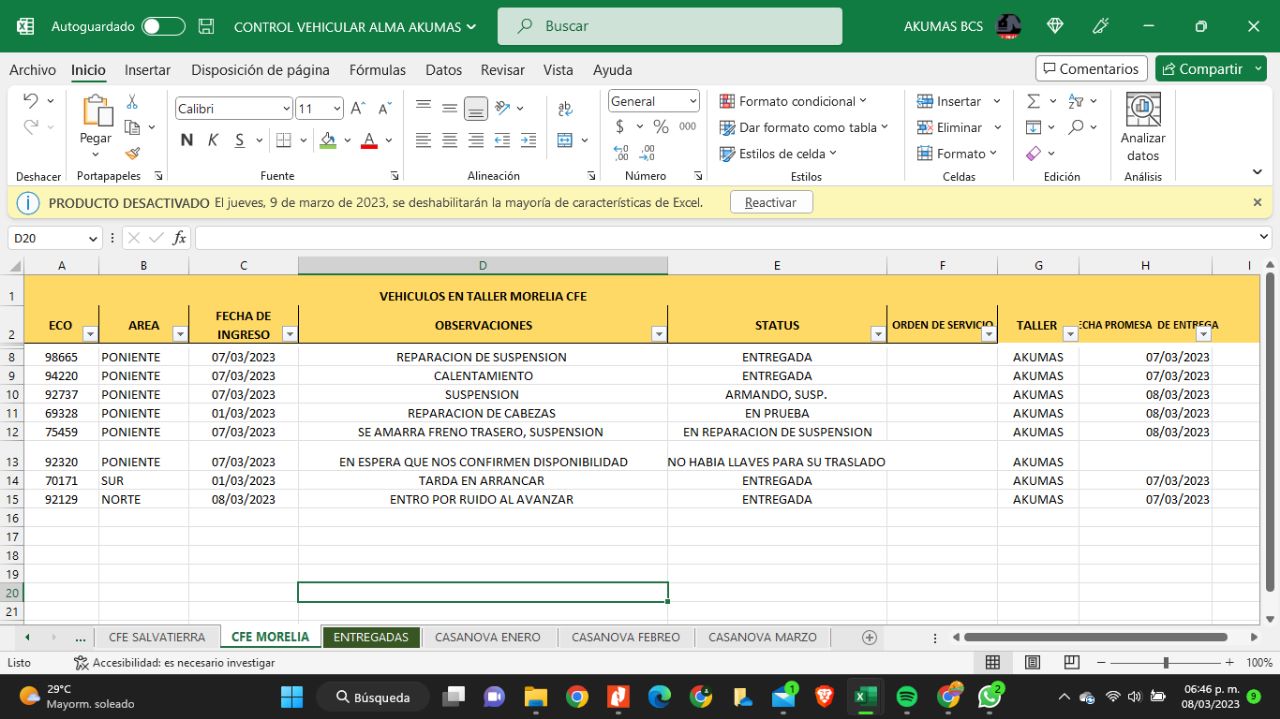 Autoguardado CONTROL VEHICULAR ALMA AKUMAS Buscar AKUMAS BCS
Archivo Inicio Insertar Disposición de página Fórmulas Datos Revisar Vista Ayuda Comentarios Compartir
Calibri 11 General Formato condicional Insertar
Pegar N K S A $ % 000 Dar formato como tabla Eliminar Analizar datos
Estilos de celda Formato
Deshacer Portapapeles Fuente Alineación Número Estilos Celdas Edición Análisis
PRODUCTO DESACTIVADO El jueves, 9 de marzo de 2023, se deshabilitarán la mayoría de características de Excel. Reactivar
D20 fx
A B C D E F G H I
1 VEHICULOS EN TALLER MORELIA CFE
2 ECO AREA FECHA DE INGRESO OBSERVACIONES STATUS ORDEN DE SERVICIO TALLER ECHA PROMESA DE ENTREGA
8 98665 PONIENTE 07/03/2023 REPARACION DE SUSPENSION ENTREGADA AKUMAS 07/03/2023
9 94220 PONIENTE 07/03/2023 CALENTAMIENTO ENTREGADA AKUMAS 07/03/2023
10 92737 PONIENTE 07/03/2023 SUSPENSION ARMANDO, SUSP. AKUMAS 08/03/2023
11 69328 PONIENTE 01/03/2023 REPARACION DE CABEZAS EN PRUEBA AKUMAS 08/03/2023
12 75459 PONIENTE 07/03/2023 SE AMARRA FRENO TRASERO, SUSPENSION EN REPARACION DE SUSPENSION AKUMAS 08/03/2023
13 92320 PONIENTE 07/03/2023 EN ESPERA QUE NOS CONFIRMEN DISPONIBILIDAD NO HABIA LLAVES PARA SU TRASLADO AKUMAS
14 70171 SUR 01/03/2023 TARDA EN ARRANCAR ENTREGADA AKUMAS 07/03/2023
15 92129 NORTE 08/03/2023 ENTRO POR RUIDO AL AVANZAR ENTREGADA AKUMAS 07/03/2023
16
17
18
19
20
21
... CFE SALVATIERRA CFE MORELIA ENTREGADAS CASANOVA ENERO CASANOVA FEBREO CASANOVA MARZO
Listo Accesibilidad: es necesario investigar 100%
29°C Búsqueda 1 2 06:46 p. m. 9
Mayorm. soleado 08/03/2023